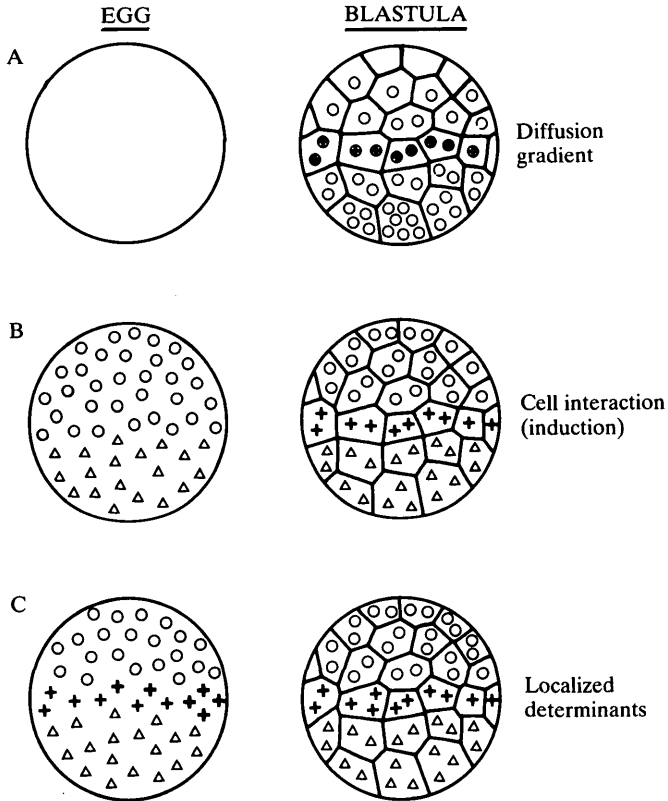 EGG
BLASTULA
A
Diffusion
gradient
B
Cell interaction
(induction)
C
Localized
determinants